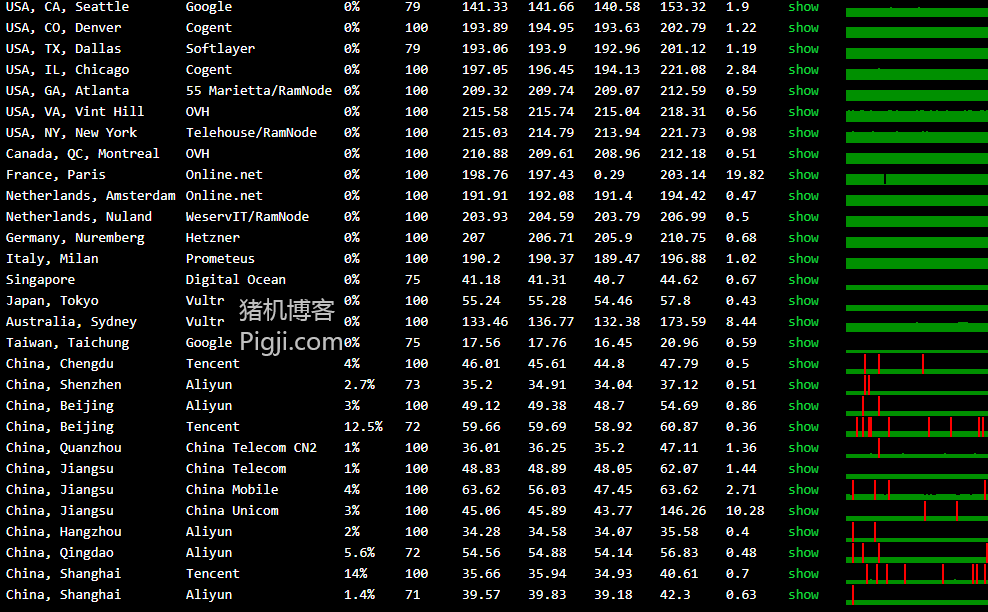 USA, CA, Seattle Google 0% 79 141.33 141.66 140.58 153.32 1.9 show
USA, CO, Denver Cogent 0% 100 193.89 194.95 193.63 202.79 1.22 show
USA, TX, Dallas Softlayer 0% 79 193.06 193.9 192.96 201.12 1.19 show
USA, IL, Chicago Cogent 0% 100 197.05 196.45 194.13 221.08 2.84 show
USA, GA, Atlanta 55 Marietta/RamNode 0% 100 209.32 209.74 209.07 212.59 0.59 show
USA, VA, Vint Hill OVH 0% 100 215.58 215.74 215.04 218.31 0.56 show
USA, NY, New York Telehouse/RamNode 0% 100 215.03 214.79 213.94 221.73 0.98 show
Canada, QC, Montreal OVH 0% 100 210.88 209.61 208.96 212.18 0.51 show
France, Paris Online.net 0% 100 198.76 197.43 0.29 203.14 19.82 show
Netherlands, Amsterdam Online.net 0% 100 191.91 192.08 191.4 194.42 0.47 show
Netherlands, Nuland WeservIT/RamNode 0% 100 203.93 204.59 203.79 206.99 0.5 show
Germany, Nuremberg Hetzner 0% 100 207 206.71 205.9 210.75 0.68 show
Italy, Milan Prometeus 0% 100 190.2 190.37 189.47 196.88 1.02 show
Singapore Digital Ocean 0% 75 41.18 41.31 40.7 44.62 0.67 show
Japan, Tokyo Vultr 0% 100 55.24 55.28 54.46 57.8 0.43 show
猪机博客
Australia, Sydney Vultr 0% 100 133.46 136.77 132.38 173.59 8.44 show
Taiwan, Taichung Google 0% 75 17.56 17.76 16.45 20.96 0.59 show
Pigji.com
China, Chengdu Tencent 4% 100 46.01 45.61 44.8 47.79 0.5 show
China, Shenzhen Aliyun 2.7% 73 35.2 34.91 34.04 37.12 0.51 show
China, Beijing Aliyun 3% 100 49.12 49.38 48.7 54.69 0.86 show
China, Beijing Tencent 12.5% 72 59.66 59.69 58.92 60.87 0.36 show
China, Quanzhou China Telecom CN2 1% 100 36.01 36.25 35.2 47.11 1.36 show
China, Jiangsu China Telecom 1% 100 48.83 48.89 48.05 62.07 1.44 show
China, Jiangsu China Mobile 4% 100 63.62 56.03 47.45 63.62 2.71 show
China, Jiangsu China Unicom 3% 100 45.06 45.89 43.77 146.26 10.28 show
China, Hangzhou Aliyun 2% 100 34.28 34.58 34.07 35.58 0.4 show
China, Qingdao Aliyun 5.6% 72 54.56 54.88 54.14 56.83 0.48 show
China, Shanghai Tencent 14% 100 35.66 35.94 34.93 40.61 0.7 show
China, Shanghai Aliyun 1.4% 71 39.57 39.83 39.18 42.3 0.63 show